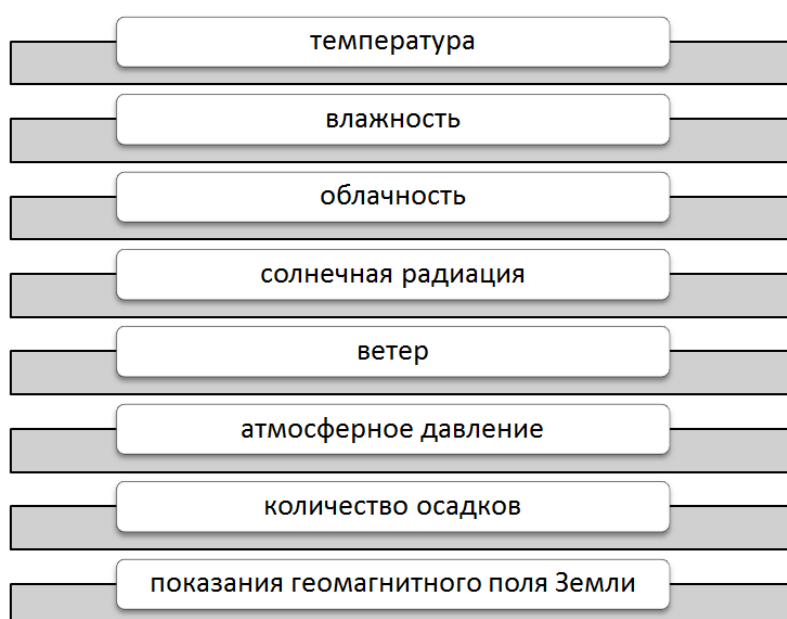 температура
влажность
облачность
солнечная радиация
ветер
атмосферное давление
количество осадков
показания геомагнитного поля Земли